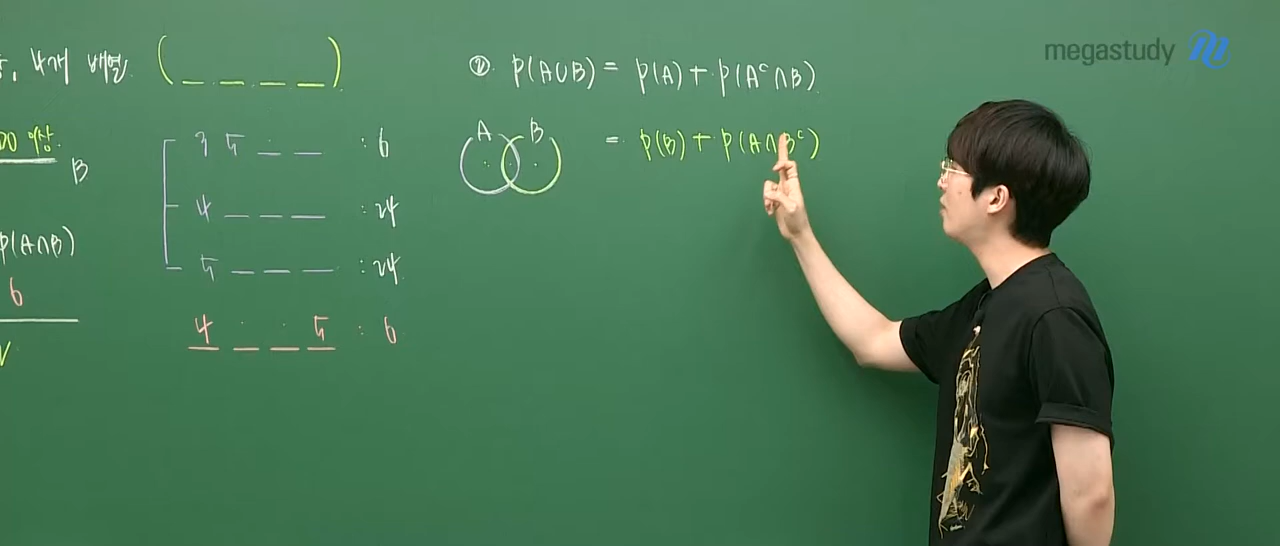 , 4개 배열 ( _ _ _ _ )
00 이상
B
P(A∩B)
6
3 5 _ _ : 6
4 _ _ _ : 24
5 _ _ _ : 24
4 _ _ 5 : 6
② P(A∪B) = P(A) + P(Aᶜ∩B)
A B
= P(B) + P(A∩Bᶜ)
megastudy